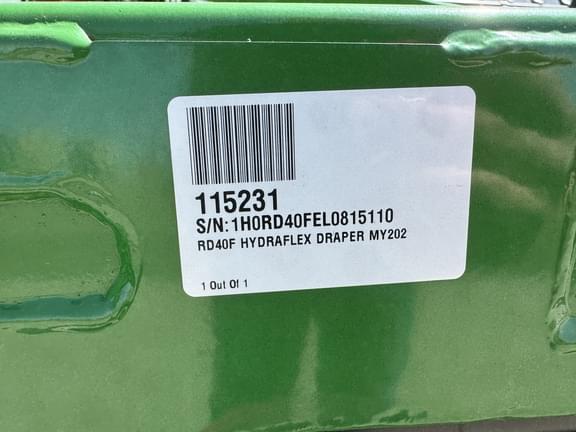 115231
S/N:1H0RD40FEL0815110
RD40F HYDRAFLEX DRAPER MY202
1 Out Of 1